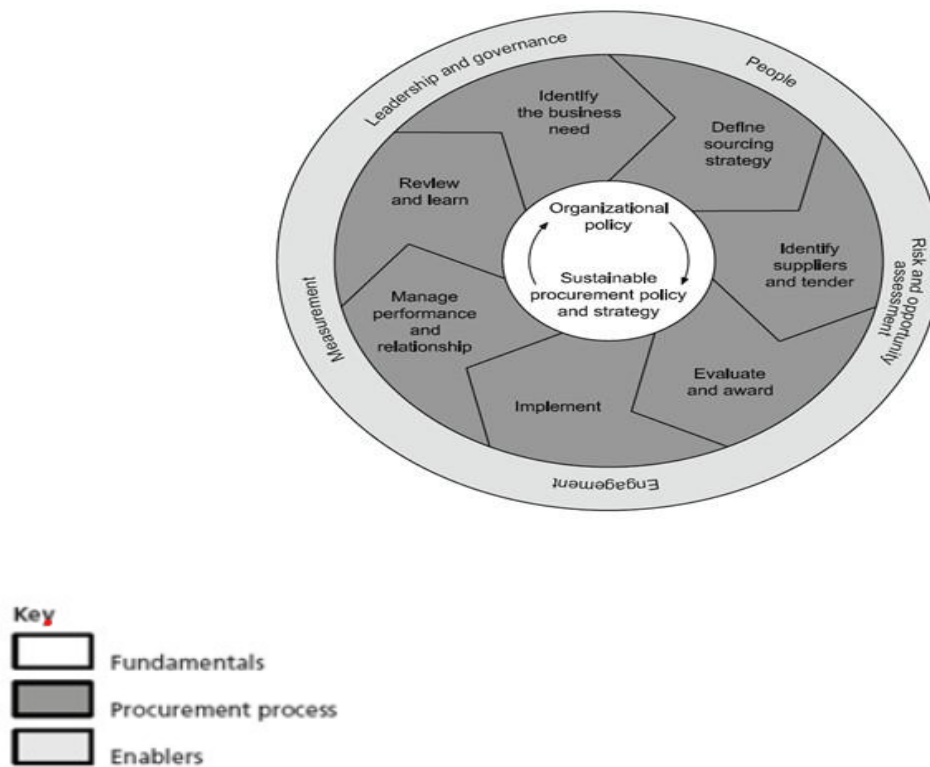 Leadership and governance
People
Risk and opportunity
assessment
Engagement
Measurement
Identify
the business
need
Define
sourcing
strategy
Identify
suppliers
and tender
Evaluate
and award
Implement
Manage
performance
and
relationship
Review
and learn
Organizational
policy
Sustainable
procurement policy
and strategy
Key
Fundamentals
Procurement process
Enablers